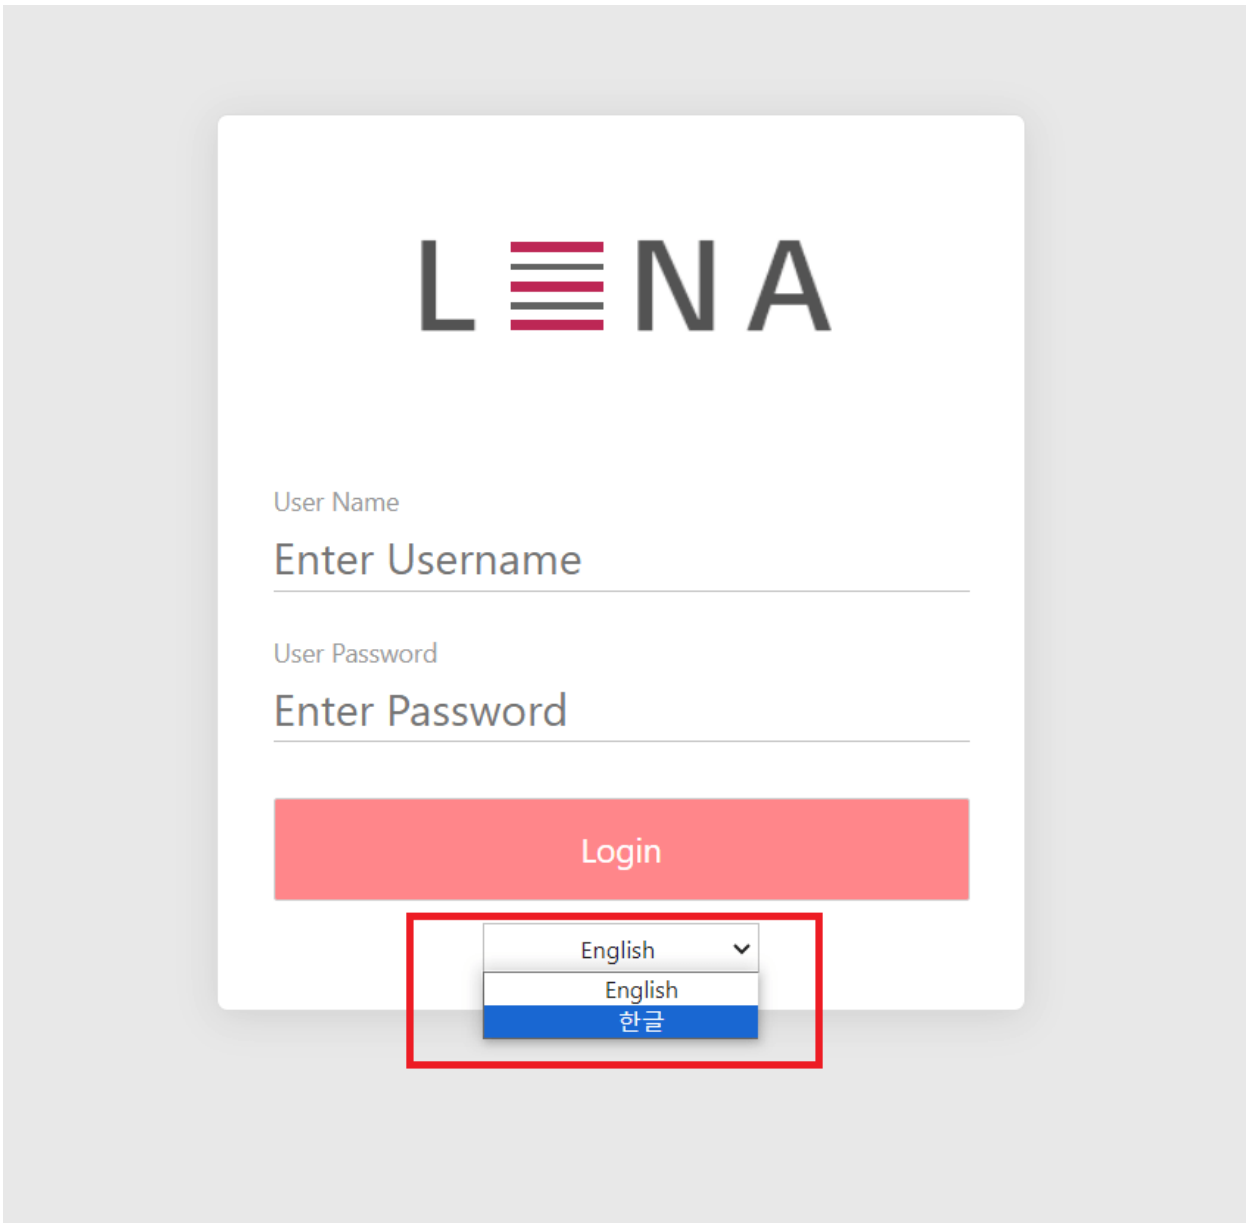 LENA
User Name
Enter Username
User Password
Enter Password
Login
English
English
한글